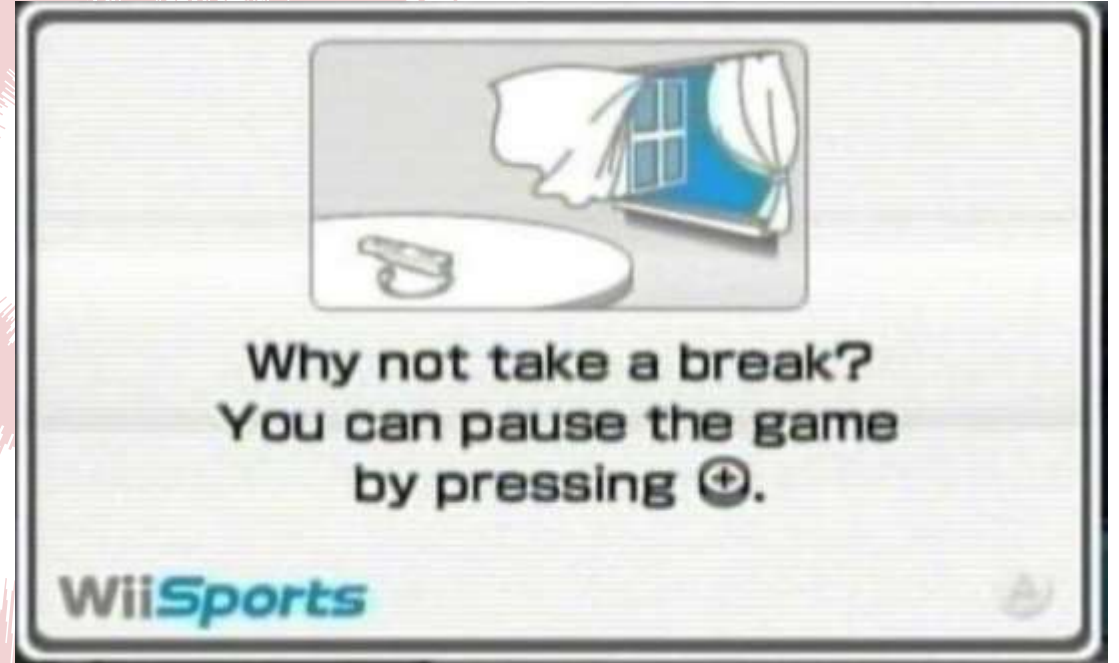 Why not take a break?
You can pause the game
by pressing ⊕.
WiiSports
A